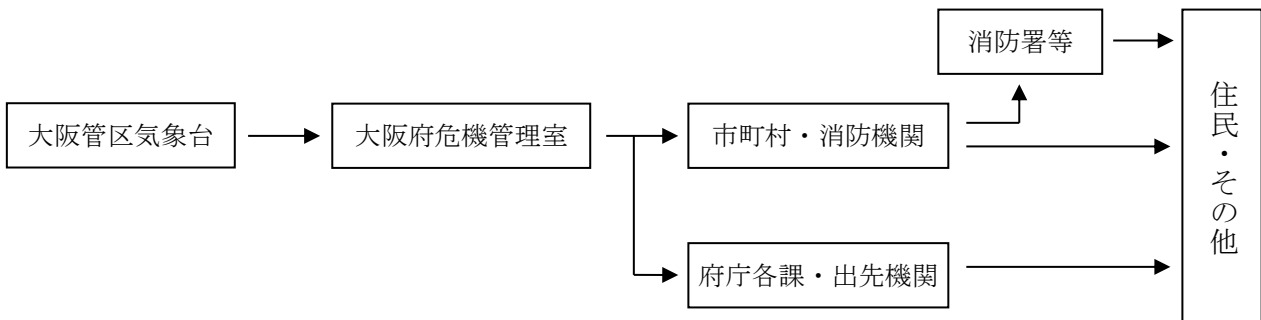 消防署等
大阪管区気象台
大阪府危機管理室
市町村・消防機関
府庁各課・出先機関
住民・その他